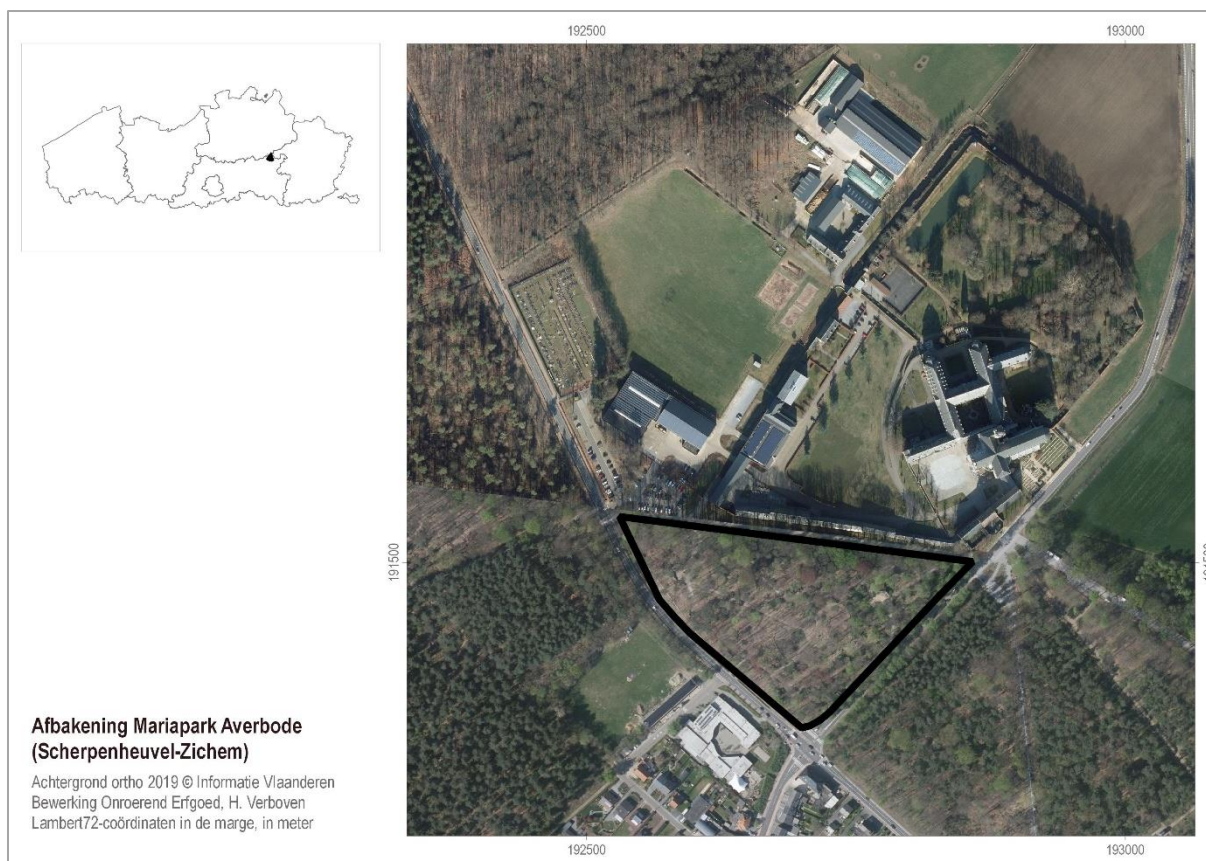 192500
193000
191500
Afbakening Mariapark Averbode
(Scherpenheuvel-Zichem)
Achtergrond ortho 2019 © Informatie Vlaanderen
Bewerking Onroerend Erfgoed, H. Verboven
Lambert72-coördinaten in de marge, in meter
192500
193000